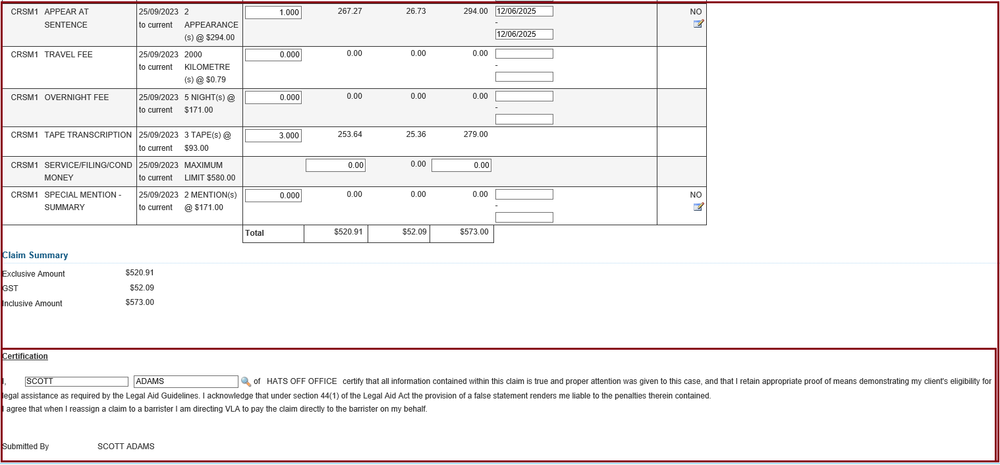 CRSM1 APPEAR AT SENTENCE 25/09/2023 to current 2 APPEARANCE (s) @ $294.00 1.000 267.27 26.73 294.00 12/06/2025 - 12/06/2025 NO
CRSM1 TRAVEL FEE 25/09/2023 to current 2000 KILOMETRE (s) @ $0.79 0.000 0.00 0.00 0.00 -
CRSM1 OVERNIGHT FEE 25/09/2023 to current 5 NIGHT(s) @ $171.00 0.000 0.00 0.00 0.00 -
CRSM1 TAPE TRANSCRIPTION 25/09/2023 to current 3 TAPE(s) @ $93.00 3.000 253.64 25.36 279.00
CRSM1 SERVICE/FILING/COND MONEY 25/09/2023 to current MAXIMUM LIMIT $580.00 0.00 0.00 0.00
CRSM1 SPECIAL MENTION - SUMMARY 25/09/2023 to current 2 MENTION(s) @ $171.00 0.000 0.00 0.00 0.00 - NO
Total $520.91 $52.09 $573.00
Claim Summary
Exclusive Amount $520.91
GST $52.09
Inclusive Amount $573.00
Certification
I, SCOTT ADAMS of HATS OFF OFFICE certify that all information contained within this claim is true and proper attention was given to this case, and that I retain appropriate proof of means demonstrating my client's eligibility for
legal assistance as required by the Legal Aid Guidelines. I acknowledge that under section 44(1) of the Legal Aid Act the provision of a false statement renders me liable to the penalties therein contained.
I agree that when I reassign a claim to a barrister I am directing VLA to pay the claim directly to the barrister on my behalf.
Submitted By SCOTT ADAMS